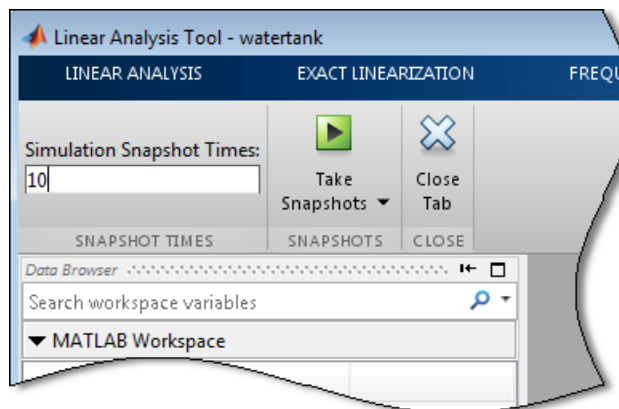 Linear Analysis Tool - watertank
LINEAR ANALYSIS EXACT LINEARIZATION
Simulation Snapshot Times:
10
Take
Snapshots
Close
Tab
SNAPSHOT TIMES SNAPSHOTS CLOSE
Data Browser
Search workspace variables
MATLAB Workspace